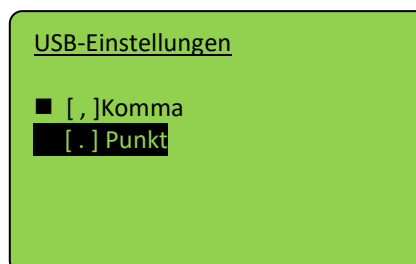 USB-Einstellungen
■ [ , ]Komma
[ . ] Punkt